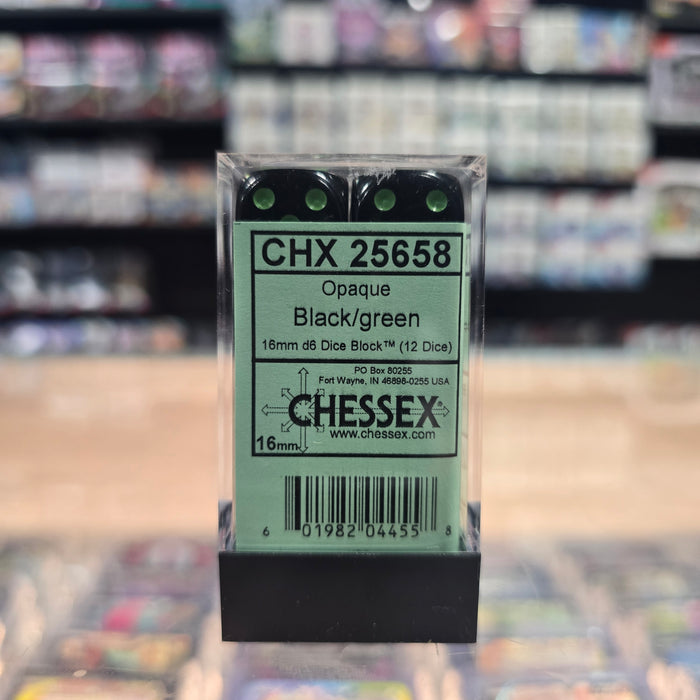 CHX 25658
Opaque
Black/green
16mm d6 Dice Block™ (12 Dice)
PO Box 80255
Fort Wayne, IN 46898-0255 USA
CHESSEX®
www.chessex.com
16mm
6 01982 04455 8